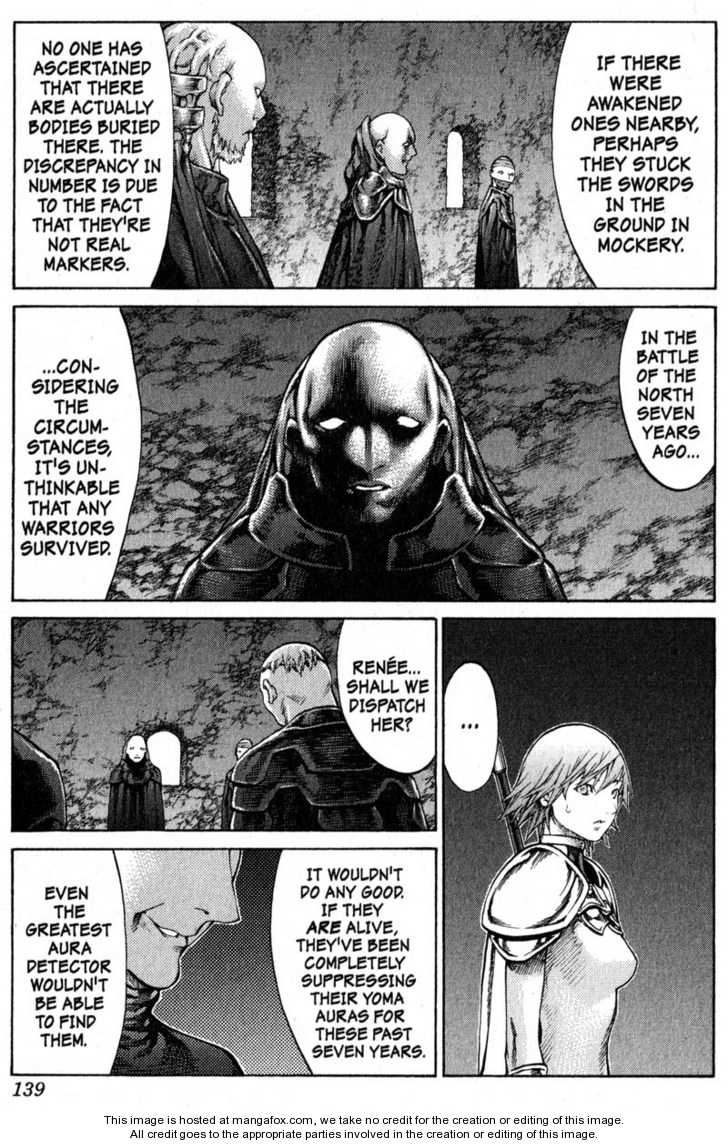 IF THERE
WERE
AWAKENED
ONES NEARBY,
PERHAPS
THEY STUCK
THE SWORDS
IN THE
GROUND IN
MOCKERY.
NO ONE HAS
ASCERTAINED
THAT THERE
ARE ACTUALLY
BODIES BURIED
THERE. THE
DISCREPANCY IN
NUMBER IS DUE
TO THE FACT
THAT THEY'RE
NOT REAL
MARKERS.
IN THE
BATTLE
OF THE
NORTH
SEVEN
YEARS
AGO...
...CON-
SIDERING
THE
CIRCUM-
STANCES,
IT'S UN-
THINKABLE
THAT ANY
WARRIORS
SURVIVED.
...
RENÉE...
SHALL WE
DISPATCH
HER?
IT WOULDN'T
DO ANY GOOD.
IF THEY
ARE ALIVE,
THEY'VE BEEN
COMPLETELY
SUPPRESSING
THEIR YOMA
AURAS FOR
THESE PAST
SEVEN YEARS.
EVEN
THE
GREATEST
AURA
DETECTOR
WOULDN'T
BE ABLE
TO FIND
THEM.
139
This image is hosted at mangafox.com, we take no credit for the creation or editing of this image.
All credit goes to the appropriate parties involved in the creation or editing of this image.